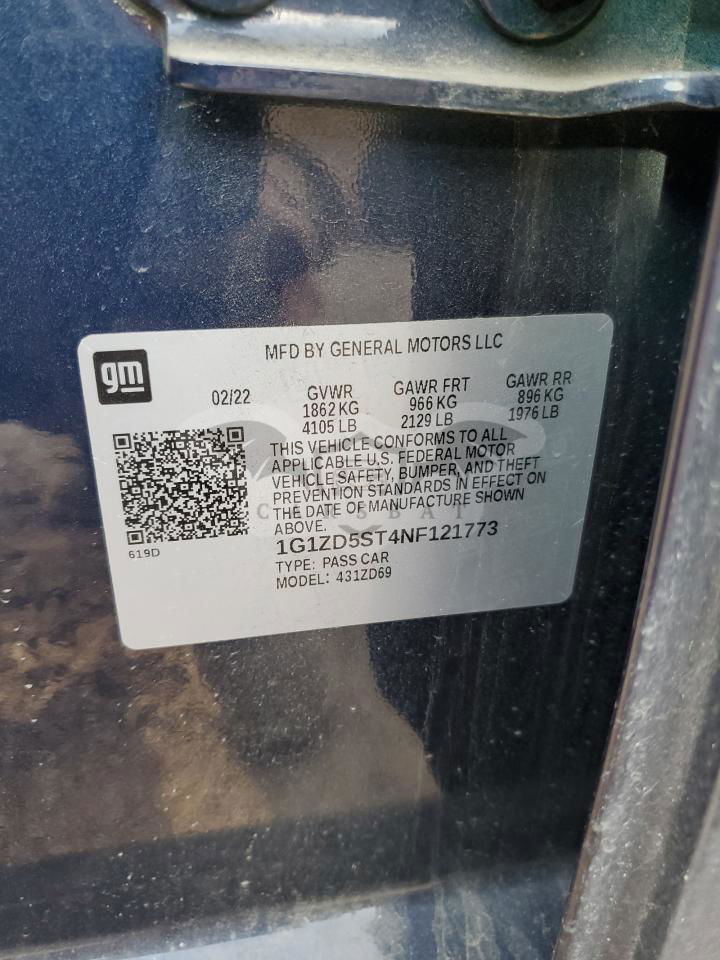 MFD BY GENERAL MOTORS LLC
gm
02/22
GVWR
1862 KG
4105 LB
GAWR FRT
966 KG
2129 LB
GAWR RR
896 KG
1976 LB
THIS VEHICLE CONFORMS TO ALL
APPLICABLE U.S. FEDERAL MOTOR
VEHICLE SAFETY, BUMPER, AND THEFT
PREVENTION STANDARDS IN EFFECT ON
THE DATE OF MANUFACTURE SHOWN
ABOVE.
619D
1G1ZD5ST4NF121773
TYPE: PASS CAR
MODEL: 431ZD69